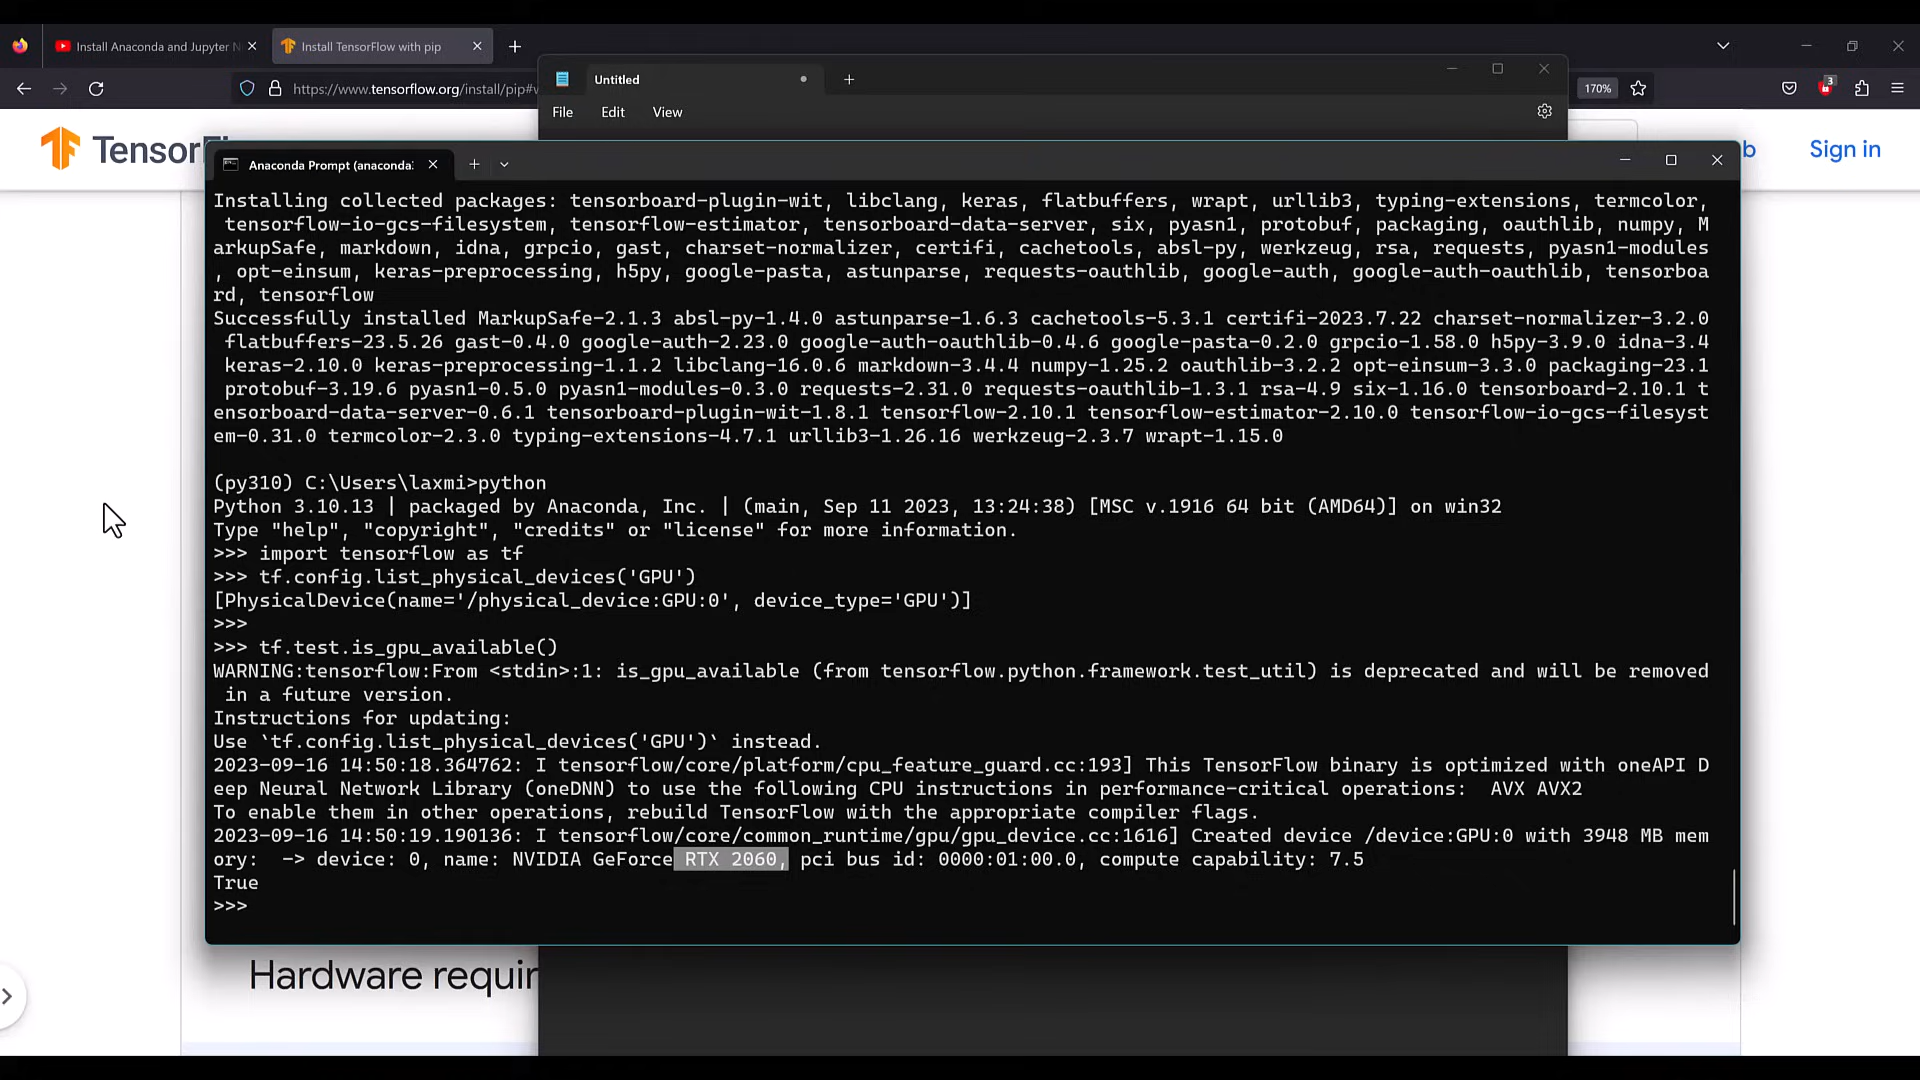 Install Anaconda and Jupyter N
Install TensorFlow with pip
https://www.tensorflow.org/install/pip#w
170%
3
Untitled
File Edit View
Sign in
Anaconda Prompt (anaconda:
Installing collected packages: tensorboard-plugin-wit, libclang, keras, flatbuffers, wrapt, urllib3, typing-extensions, termcolor,
tensorflow-io-gcs-filesystem, tensorflow-estimator, tensorboard-data-server, six, pyasn1, protobuf, packaging, oauthlib, numpy, M
arkupSafe, markdown, idna, grpcio, gast, charset-normalizer, certifi, cachetools, absl-py, werkzeug, rsa, requests, pyasn1-modules
, opt-einsum, keras-preprocessing, h5py, google-pasta, astunparse, requests-oauthlib, google-auth, google-auth-oauthlib, tensorboa
rd, tensorflow
Successfully installed MarkupSafe-2.1.3 absl-py-1.4.0 astunparse-1.6.3 cachetools-5.3.1 certifi-2023.7.22 charset-normalizer-3.2.0
flatbuffers-23.5.26 gast-0.4.0 google-auth-2.23.0 google-auth-oauthlib-0.4.6 google-pasta-0.2.0 grpcio-1.58.0 h5py-3.9.0 idna-3.4
keras-2.10.0 keras-preprocessing-1.1.2 libclang-16.0.6 markdown-3.4.4 numpy-1.25.2 oauthlib-3.2.2 opt-einsum-3.3.0 packaging-23.1
protobuf-3.19.6 pyasn1-0.5.0 pyasn1-modules-0.3.0 requests-2.31.0 requests-oauthlib-1.3.1 rsa-4.9 six-1.16.0 tensorboard-2.10.1 t
ensorboard-data-server-0.6.1 tensorboard-plugin-wit-1.8.1 tensorflow-2.10.1 tensorflow-estimator-2.10.0 tensorflow-io-gcs-filesyst
em-0.31.0 termcolor-2.3.0 typing-extensions-4.7.1 urllib3-1.26.16 werkzeug-2.3.7 wrapt-1.15.0
(py310) C:\Users\laxmi>python
Python 3.10.13 | packaged by Anaconda, Inc. | (main, Sep 11 2023, 13:24:38) [MSC v.1916 64 bit (AMD64)] on win32
Type "help", "copyright", "credits" or "license" for more information.
>>> import tensorflow as tf
>>> tf.config.list_physical_devices('GPU')
[PhysicalDevice(name='/physical_device:GPU:0', device_type='GPU')]
>>>
>>> tf.test.is_gpu_available()
WARNING:tensorflow:From <stdin>:1: is_gpu_available (from tensorflow.python.framework.test_util) is deprecated and will be removed
in a future version.
Instructions for updating:
Use `tf.config.list_physical_devices('GPU')` instead.
2023-09-16 14:50:18.364762: I tensorflow/core/platform/cpu_feature_guard.cc:193] This TensorFlow binary is optimized with oneAPI D
eep Neural Network Library (oneDNN) to use the following CPU instructions in performance-critical operations:  AVX AVX2
To enable them in other operations, rebuild TensorFlow with the appropriate compiler flags.
2023-09-16 14:50:19.190136: I tensorflow/core/common_runtime/gpu/gpu_device.cc:1616] Created device /device:GPU:0 with 3948 MB mem
ory:  -> device: 0, name: NVIDIA GeForce RTX 2060, pci bus id: 0000:01:00.0, compute capability: 7.5
True
>>>